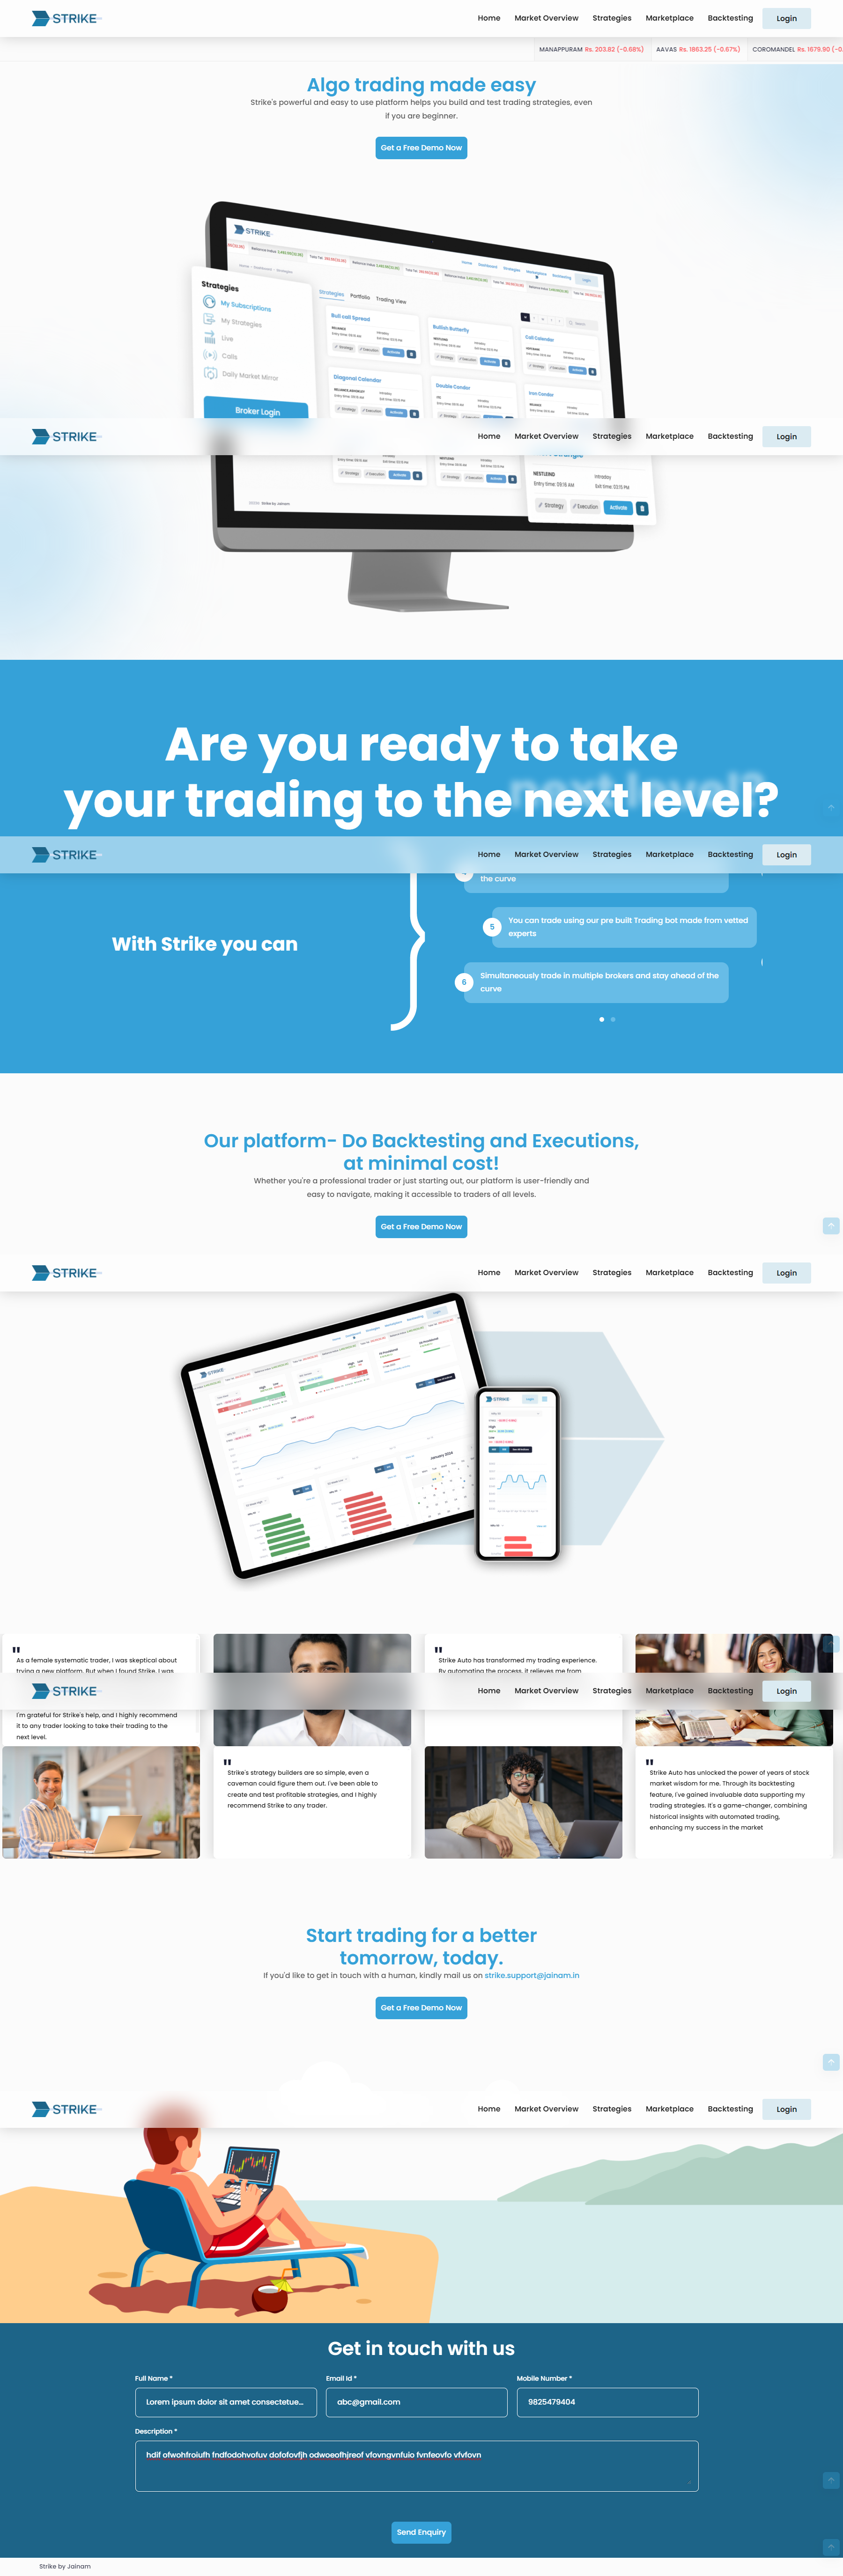 STRIKE
Home Market Overview Strategies Marketplace Backtesting Login
MANAPPURAM Rs. 203.82 (-0.68%) AAVAS Rs. 1863.25 (-0.67%) COROMANDEL Rs. 1679.90 (-0.
Algo trading made easy
Strike's powerful and easy to use platform helps you build and test trading strategies, even
if you are beginner.
Get a Free Demo Now
STRIKE
Strategies
My Subscriptions
My Strategies
Live
Calls
Daily Market Mirror
Broker Login
Strategies Portfolio Trading View
Bull call Spread
Bullish Butterfly
Call Calendar
Diagonal Calendar
Double Condor
Iron Condor
STRIKE
Home Market Overview Strategies Marketplace Backtesting Login
NESTLEIND
Intraday
Entry time: 09:16 AM
Strategy Execution Activate
Are you ready to take
your trading to the next level?
STRIKE
Home Market Overview Strategies Marketplace Backtesting Login
the curve
With Strike you can
5
You can trade using our pre built Trading bot made from vetted
experts
6
Simultaneously trade in multiple brokers and stay ahead of the
curve
Our platform- Do Backtesting and Executions,
at minimal cost!
Whether you're a professional trader or just starting out, our platform is user-friendly and
easy to navigate, making it accessible to traders of all levels.
Get a Free Demo Now
STRIKE
Home Market Overview Strategies Marketplace Backtesting Login
STRIKE
January 2024
STRIKE
"
As a female systematic trader, I was skeptical about
trying a new platform. But when I found Strike, I was
"
Strike Auto has transformed my trading experience.
By automating the process, it relieves me from
STRIKE
Home Market Overview Strategies Marketplace Backtesting Login
I'm grateful for Strike's help, and I highly recommend
it to any trader looking to take their trading to the
next level.
"
Strike's strategy builders are so simple, even a
caveman could figure them out. I've been able to
create and test profitable strategies, and I highly
recommend Strike to any trader.
"
Strike Auto has unlocked the power of years of stock
market wisdom for me. Through its backtesting
feature, I've gained invaluable data supporting my
trading strategies. It's a game-changer, combining
historical insights with automated trading,
enhancing my success in the market
Start trading for a better
tomorrow, today.
If you'd like to get in touch with a human, kindly mail us on strike.support@jainam.in
Get a Free Demo Now
STRIKE
Home Market Overview Strategies Marketplace Backtesting Login
Get in touch with us
Full Name * Email Id * Mobile Number *
Lorem ipsum dolor sit amet consectetue... abc@gmail.com 9825479404
Description *
hdif ofwohfroiufh fndfodohvofuv dofofovfjh odwoeofhjreof vfovngvnfuio fvnfeovfo vfvfovn
Send Enquiry
Strike by Jainam